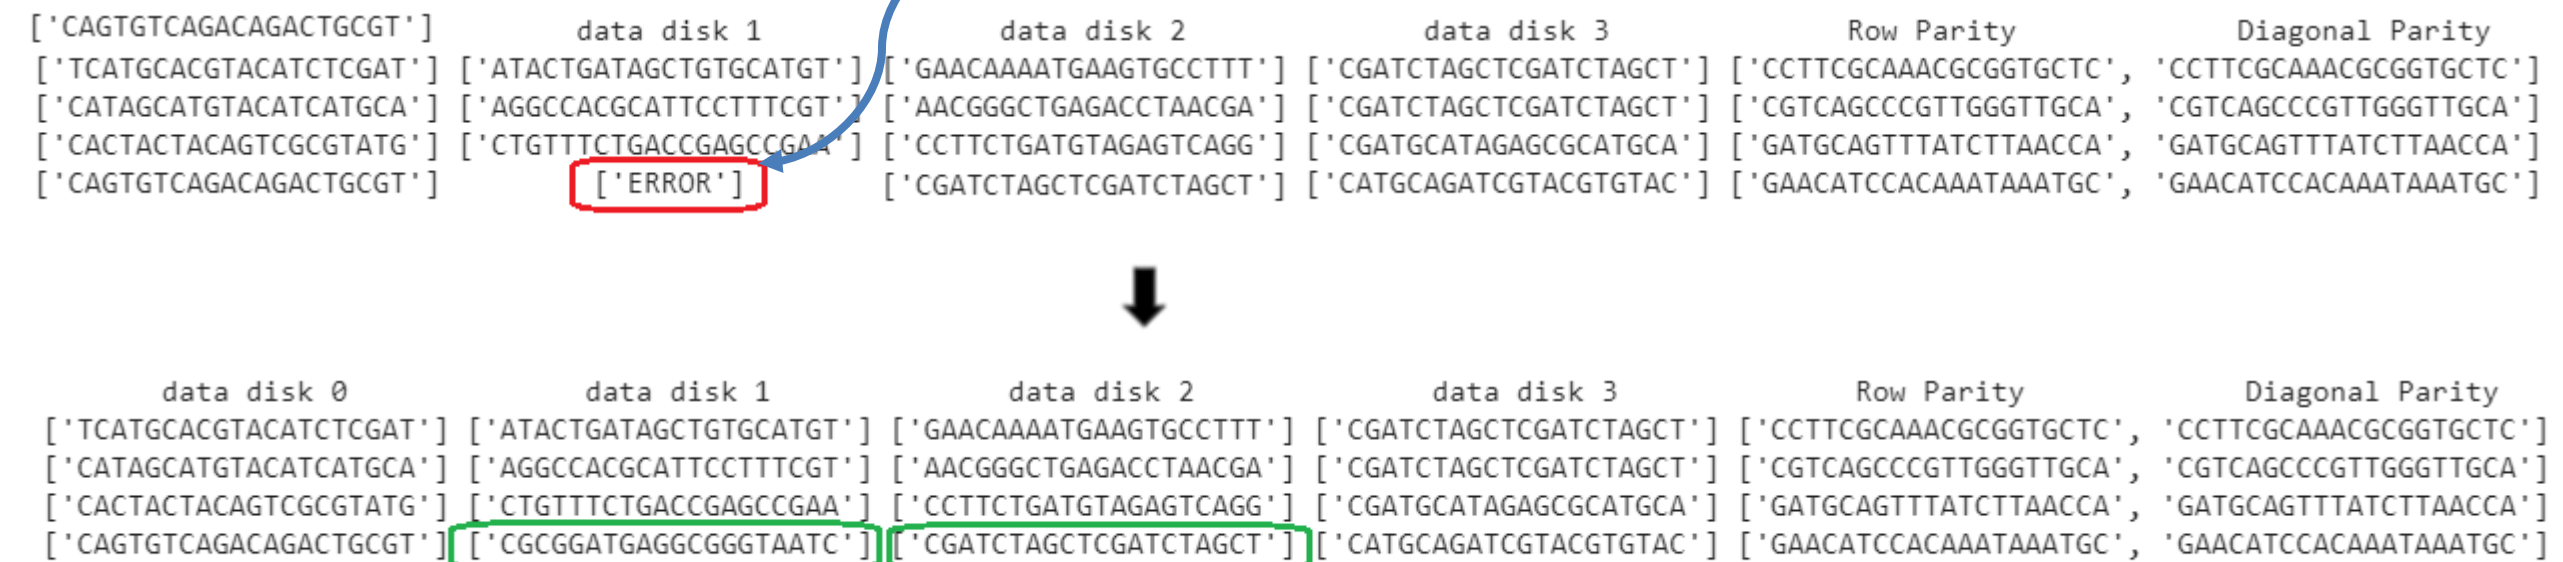 ['CAGTGTCAGACAGACTGCGT'] data disk 1 data disk 2 data disk 3 Row Parity Diagonal Parity
['TCATGCACGTACATCTCGAT'] ['ATACTGATAGCTGTGCATGT'] ['GAACAAAATGAAGTGCCTTT'] ['CGATCTAGCTCGATCTAGCT'] ['CCTTCGCAAACGCGGTGCTC', 'CCTTCGCAAACGCGGTGCTC']
['CATAGCATGTACATCATGCA'] ['AGGCCACGCATTCCTTTCGT'] ['AACGGGCTGAGACCTAACGA'] ['CGATCTAGCTCGATCTAGCT'] ['CGTCAGCCCGTTGGGTTGCA', 'CGTCAGCCCGTTGGGTTGCA']
['CACTACTACAGTCGCGTATG'] ['CTGTTTCTGACCGAGCCGAA'] ['CCTTCTGATGTAGAGTCAGG'] ['CGATGCATAGAGCGCATGCA'] ['GATGCAGTTTATCTTAACCA', 'GATGCAGTTTATCTTAACCA']
['CAGTGTCAGACAGACTGCGT'] ['ERROR'] ['CGATCTAGCTCGATCTAGCT'] ['CATGCAGATCGTACGTGTAC'] ['GAACATCCACAAATAAATGC', 'GAACATCCACAAATAAATGC']
data disk 0 data disk 1 data disk 2 data disk 3 Row Parity Diagonal Parity
['TCATGCACGTACATCTCGAT'] ['ATACTGATAGCTGTGCATGT'] ['GAACAAAATGAAGTGCCTTT'] ['CGATCTAGCTCGATCTAGCT'] ['CCTTCGCAAACGCGGTGCTC', 'CCTTCGCAAACGCGGTGCTC']
['CATAGCATGTACATCATGCA'] ['AGGCCACGCATTCCTTTCGT'] ['AACGGGCTGAGACCTAACGA'] ['CGATCTAGCTCGATCTAGCT'] ['CGTCAGCCCGTTGGGTTGCA', 'CGTCAGCCCGTTGGGTTGCA']
['CACTACTACAGTCGCGTATG'] ['CTGTTTCTGACCGAGCCGAA'] ['CCTTCTGATGTAGAGTCAGG'] ['CGATGCATAGAGCGCATGCA'] ['GATGCAGTTTATCTTAACCA', 'GATGCAGTTTATCTTAACCA']
['CAGTGTCAGACAGACTGCGT'] ['CGCGGATGAGGCGGGTAATC'] ['CGATCTAGCTCGATCTAGCT'] ['CATGCAGATCGTACGTGTAC'] ['GAACATCCACAAATAAATGC', 'GAACATCCACAAATAAATGC']